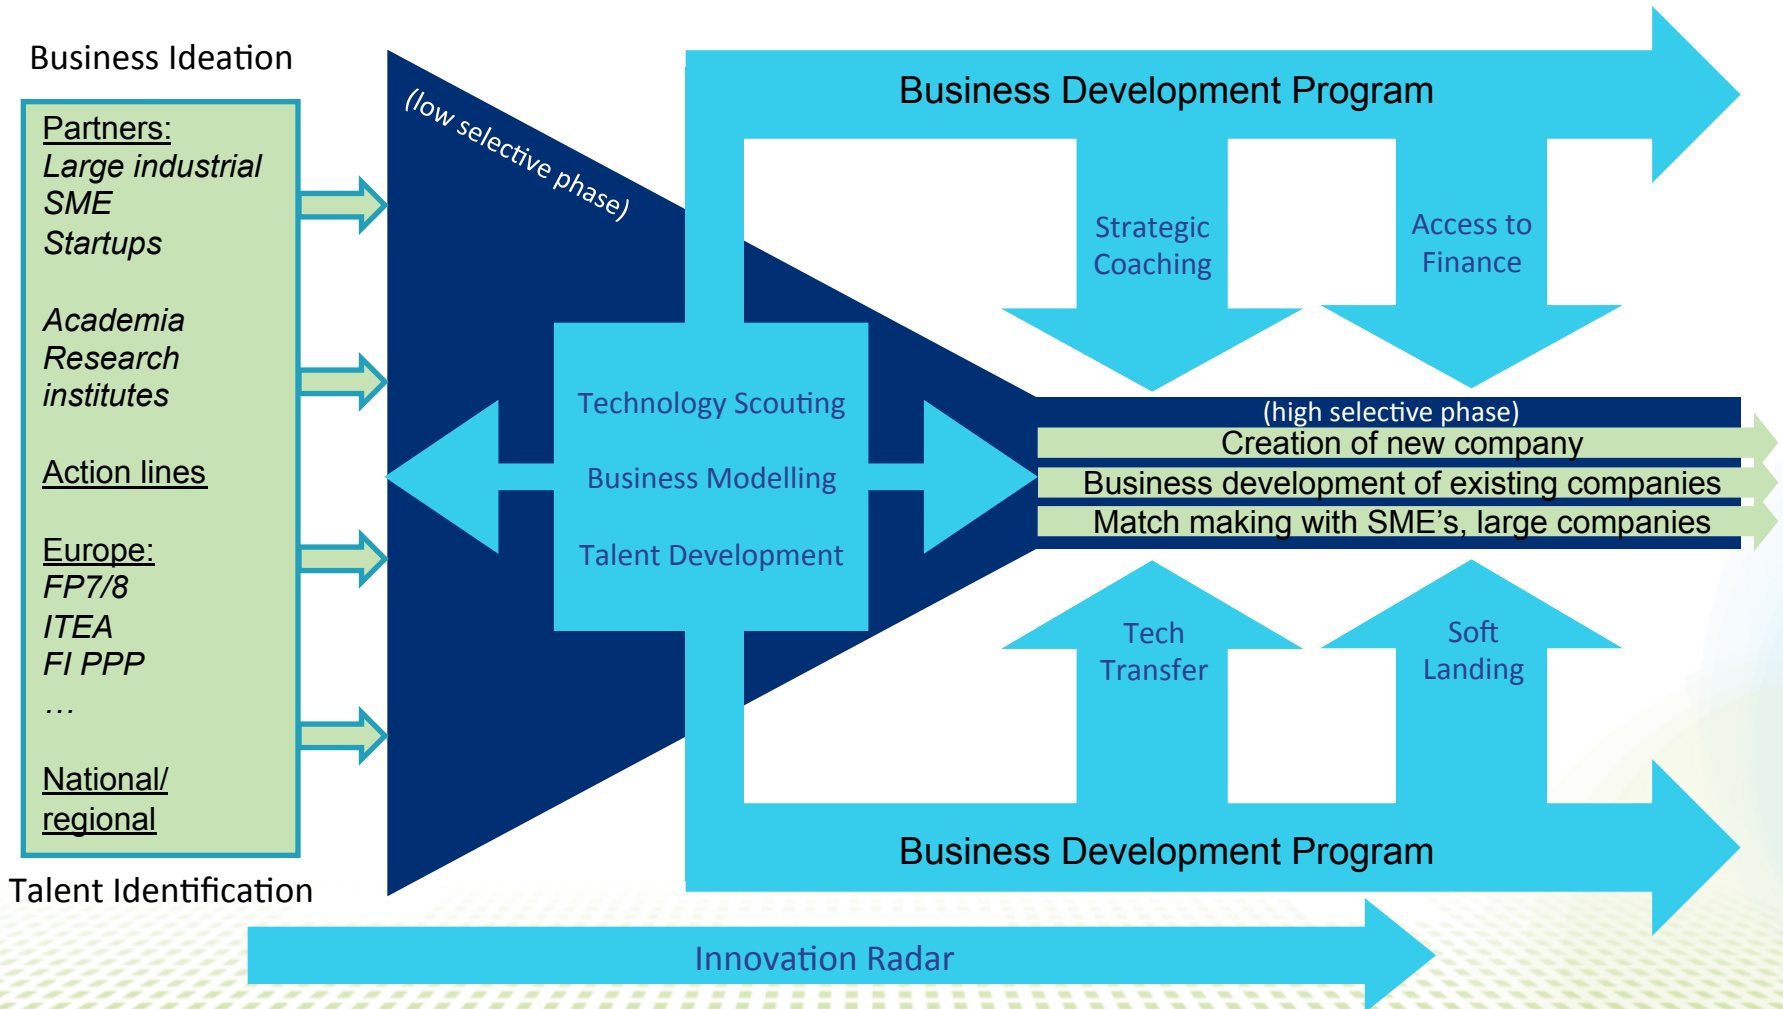 Business Ideation
Partners:
Large industrial
SME
Startups
Academia
Research
institutes
Action lines
Europe:
FP7/8
ITEA
FI PPP
…
National/
regional
Talent Identification
(low selective phase)
Technology Scouting
Business Modelling
Talent Development
Business Development Program
Strategic
Coaching
Access to
Finance
(high selective phase)
Creation of new company
Business development of existing companies
Match making with SME’s, large companies
Tech
Transfer
Soft
Landing
Business Development Program
Innovation Radar